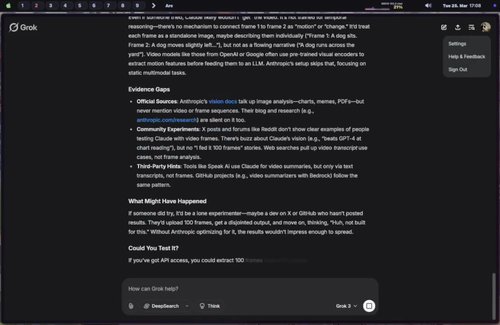 1 2 3 4 5 6 7 8 9 Arc Tue 25. Mar 17:08
Grok
Settings
Help & Feedback
Sign Out
Even if someone tried, Claude likely wouldn't "get" the video. It's not trained for temporal
reasoning—there's no mechanism to connect frame 1 to frame 2 as "motion" or "change." It'd treat
each frame as a standalone image, maybe describing them individually ("Frame 1: A dog sits.
Frame 2: A dog moves slightly left..."), but not as a flowing narrative ("A dog runs across the
yard"). Video models like those from OpenAI or Google often use pre-trained visual encoders to
extract motion features before feeding them to an LLM. Anthropic's setup skips that, focusing on
static multimodal tasks.
Evidence Gaps
• Official Sources: Anthropic's vision docs talk up image analysis—charts, memes, PDFs—but
never mention video or frame sequences. Their blog and research (e.g.,
anthropic.com/research) are silent on it too.
• Community Experiments: X posts and forums like Reddit don't show clear examples of people
testing Claude with video frames. There's buzz about Claude's vision (e.g., "beats GPT-4 at
chart reading"), but no "I fed it 100 frames" stories. Web searches pull up video transcript use
cases, not frame analysis.
• Third-Party Hints: Tools like Speak AI use Claude for video summaries, but only via text
transcripts, not frames. GitHub projects (e.g., video summarizers with Bedrock) follow the
same pattern.
What Might Have Happened
If someone did try, it'd be a lone experimenter—maybe a dev on X or GitHub who hasn't posted
results. They'd upload 100 frames, get a disjointed output, and move on, thinking, "Huh, not built
for this." Without Anthropic optimizing for it, the results wouldn't impress enough to spread.
Could You Test It?
If you've got API access, you could extract 100 frames
How can Grok help?
DeepSearch Think Grok 3